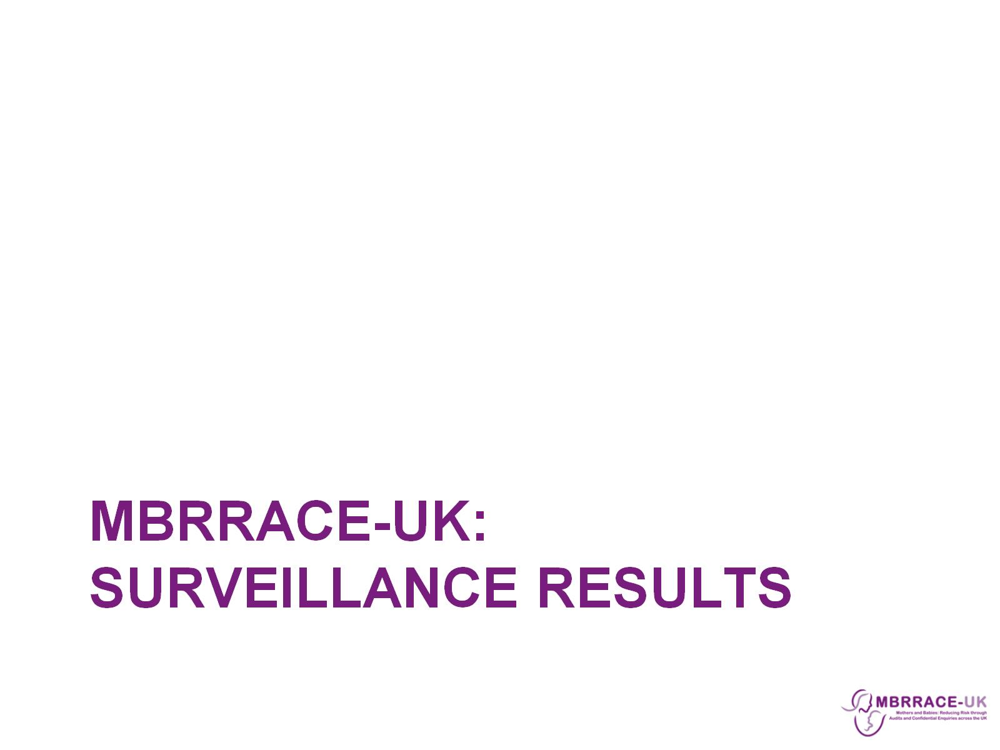 MBRRACE-UK:
SURVEILLANCE RESULTS
MBRRACE-UK
Mothers and Babies: Reducing Risk through
Audits and Confidential Enquiries across the UK